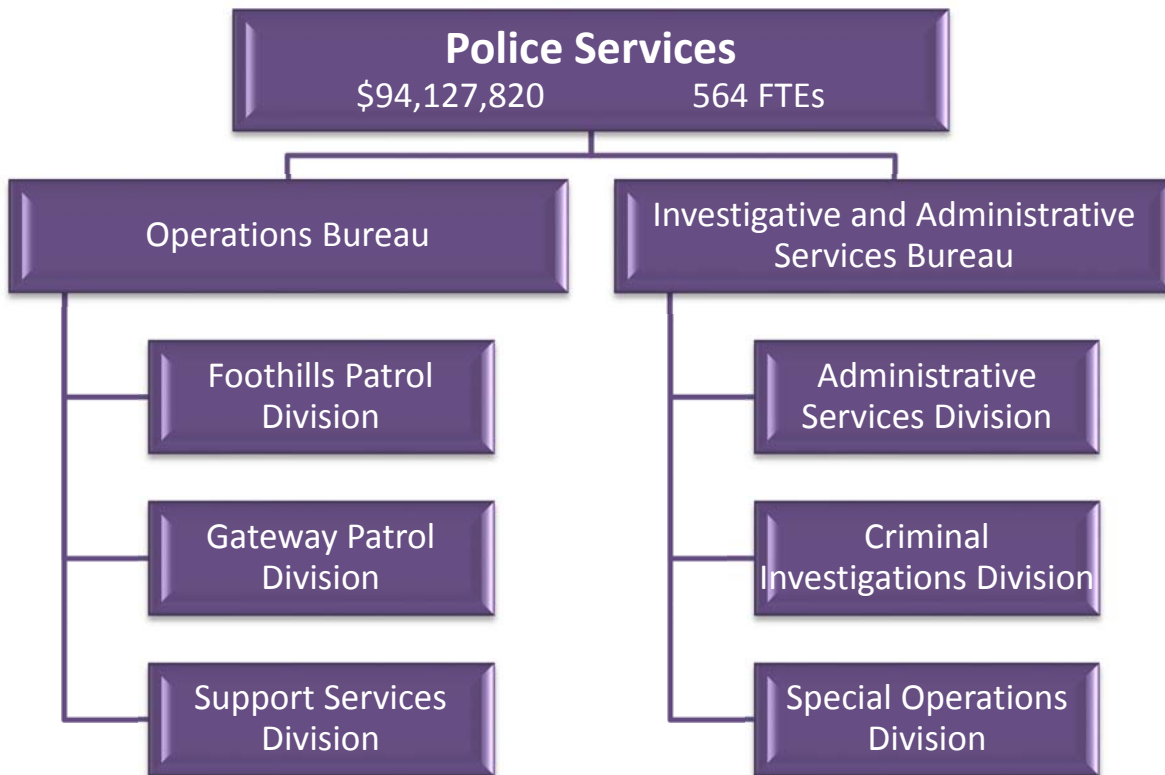 Police Services
$94,127,820 564 FTEs
Operations Bureau
Investigative and Administrative
Services Bureau
Foothills Patrol
Division
Administrative
Services Division
Gateway Patrol
Division
Criminal
Investigations Division
Support Services
Division
Special Operations
Division